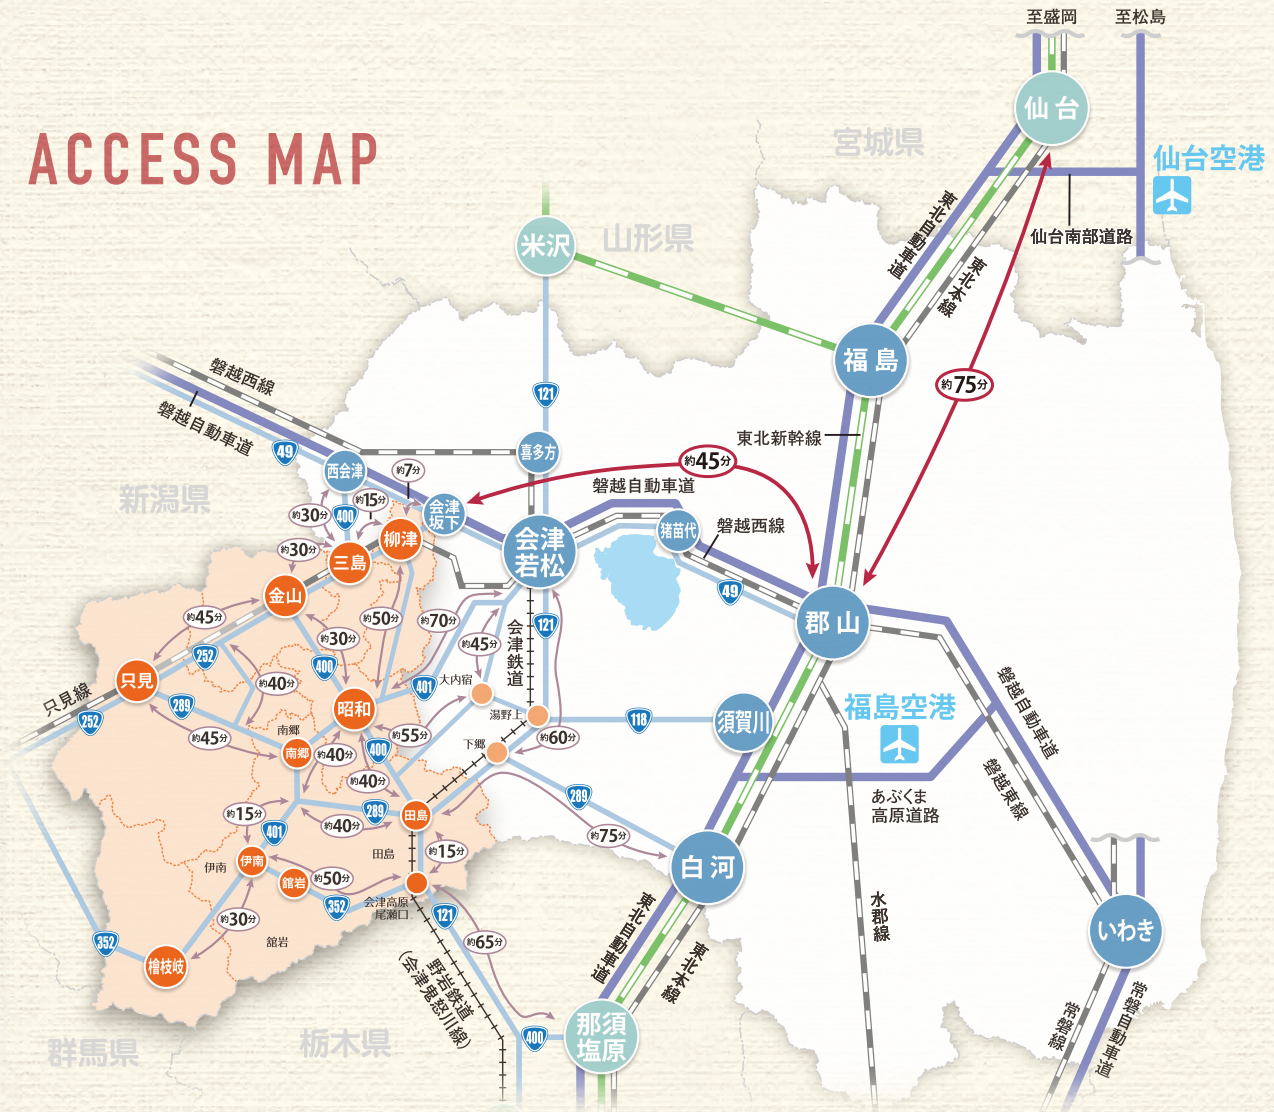 至盛岡
至松島
仙台
宮城県
ACCESS MAP
仙台空港
東北自動車道
仙台南部道路
米沢
山形県
東北本線
福島
約75分
磐越西線
磐越自動車道
121
49
東北新幹線
喜多方
約45分
西会津
約7分
磐越自動車道
新潟県
約15分
会津
坂下
約30分
400
猪苗代
磐越西線
柳津
会津
若松
約30分
三島
金山
49
約45分
約50分
約70分
121
郡山
約30分
約45分
会津鉄道
252
400
只見
約40分
401
大内宿
磐越自動車道
只見線
289
昭和
湯野上
118
須賀川
福島空港
252
南郷
約55分
約45分
約60分
南郷
約40分
400
下郷
磐越東線
約40分
289
あぶくま
高原道路
約15分
289
田島
約40分
401
約75分
伊南
伊南
田島
約15分
白河
舘岩
約50分
会津高原
尾瀬口
352
121
約30分
水郡線
いわき
352
舘岩
約65分
東北自動車道
東北本線
檜枝岐
野岩鉄道
(会津鬼怒川線)
常磐自動車道
常磐線
那須
塩原
400
栃木県
群馬県